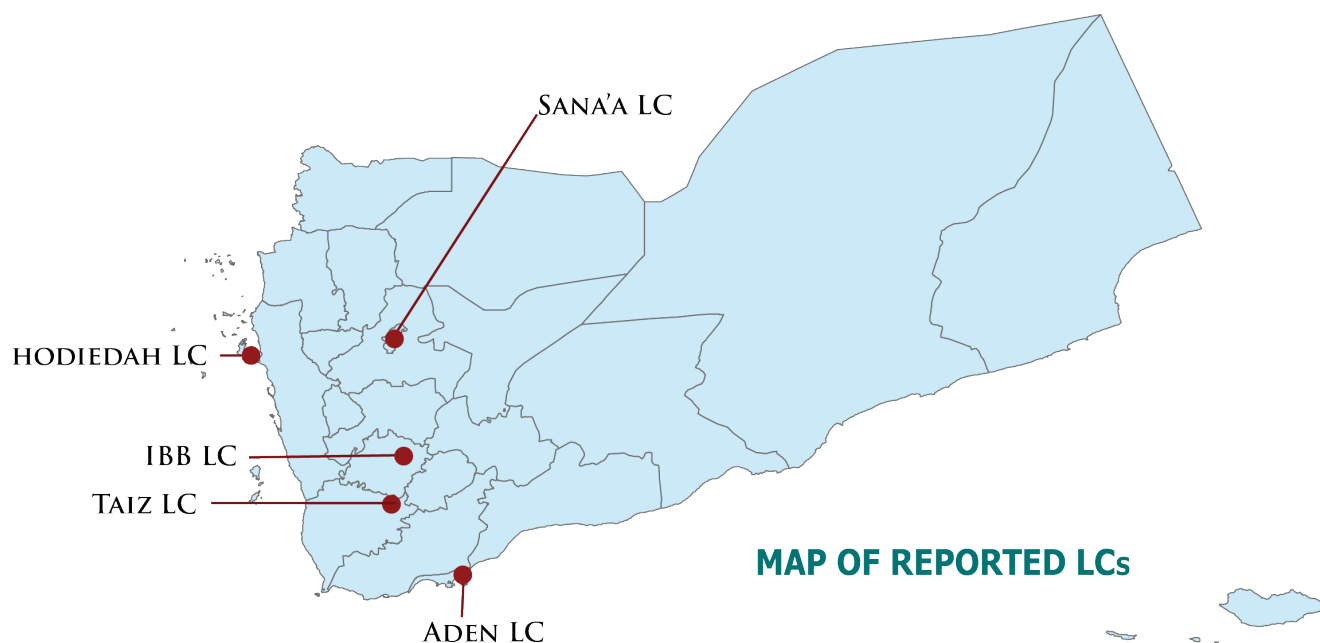 Sana’a LC
HODIEDAH LC
IBB LC
Taiz LC
MAP OF REPORTED LCs
Aden LC